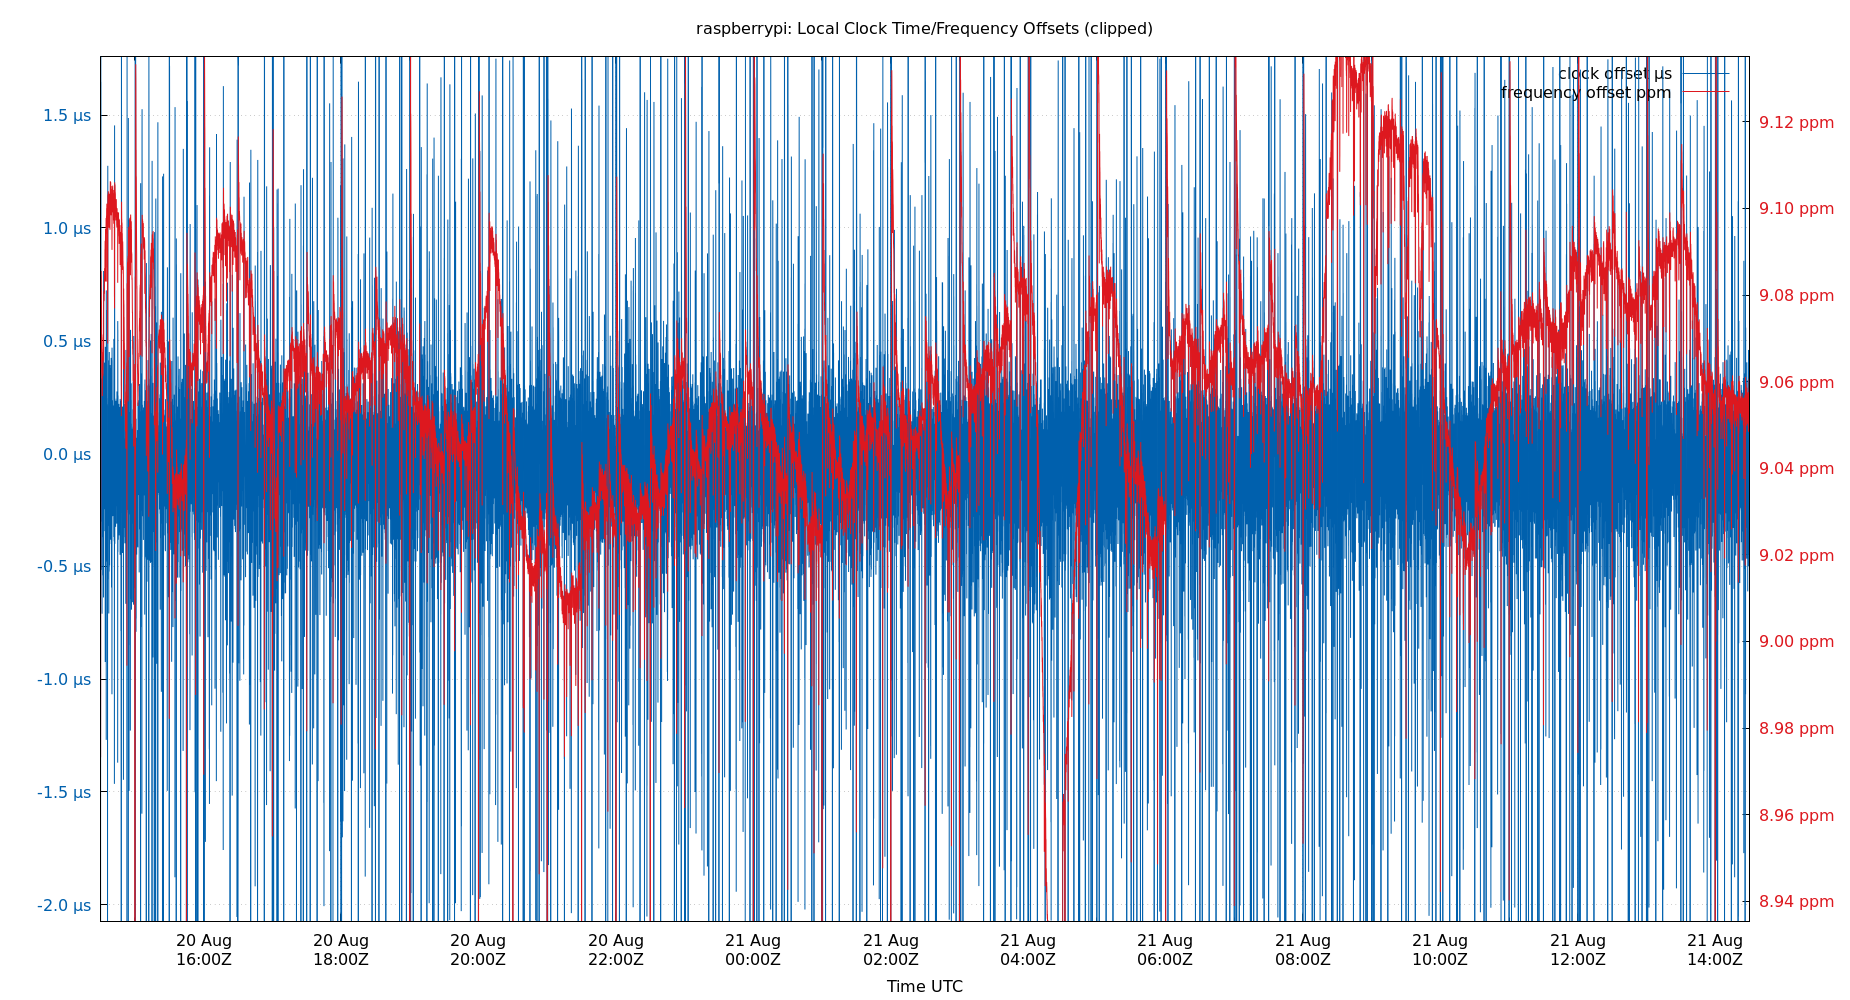 raspberrypi: Local Clock Time/Frequency Offsets (clipped)
clock offset µs
frequency offset ppm
1.5 µs
1.0 µs
0.5 µs
0.0 µs
-0.5 µs
-1.0 µs
-1.5 µs
-2.0 µs
9.12 ppm
9.10 ppm
9.08 ppm
9.06 ppm
9.04 ppm
9.02 ppm
9.00 ppm
8.98 ppm
8.96 ppm
8.94 ppm
20 Aug
16:00Z
20 Aug
18:00Z
20 Aug
20:00Z
20 Aug
22:00Z
21 Aug
00:00Z
21 Aug
02:00Z
21 Aug
04:00Z
21 Aug
06:00Z
21 Aug
08:00Z
21 Aug
10:00Z
21 Aug
12:00Z
21 Aug
14:00Z
Time UTC